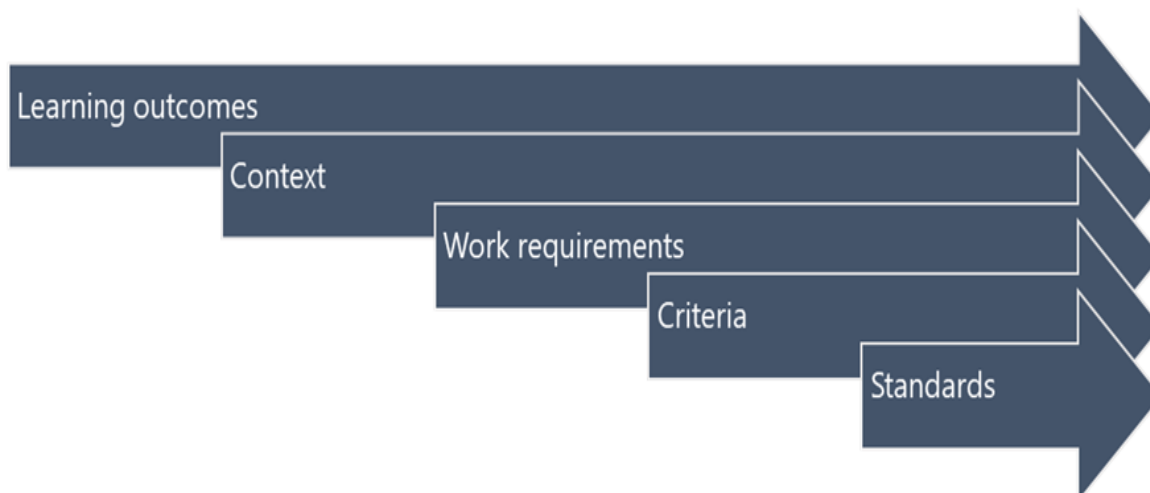 Learning outcomes
Context
Work requirements
Criteria
Standards